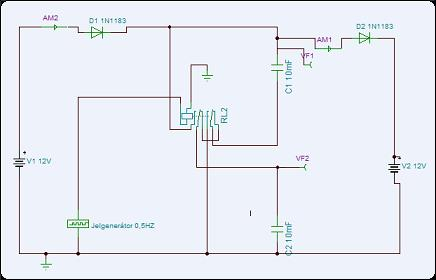 AM2
D1 1N1183
D2 1N1183
AM1
VF1
C1 10mF
RL2
V1 12V
VF2
V2 12V
Jelgenerátor 0,5HZ
C2 10mF